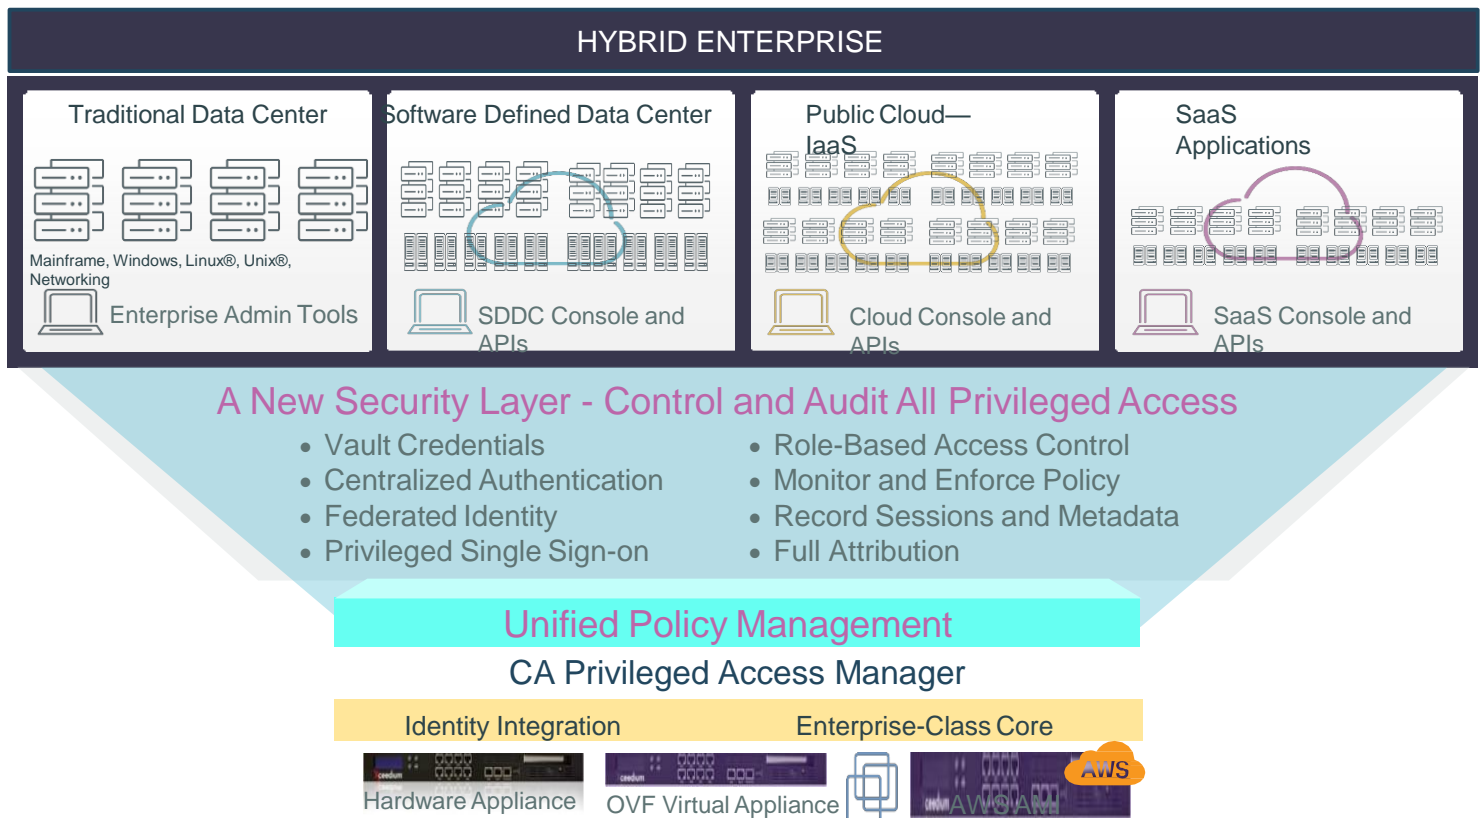 HYBRID ENTERPRISE
Traditional Data Center
Mainframe, Windows, Linux®, Unix®,
Networking
Enterprise Admin Tools
Software Defined Data Center
SDDC Console and
APIs
Public Cloud—
IaaS
Cloud Console and
APIs
SaaS
Applications
SaaS Console and
APIs
A New Security Layer - Control and Audit All Privileged Access
• Vault Credentials
• Centralized Authentication
• Federated Identity
• Privileged Single Sign-on
• Role-Based Access Control
• Monitor and Enforce Policy
• Record Sessions and Metadata
• Full Attribution
Unified Policy Management
CA Privileged Access Manager
Identity Integration
Enterprise-Class Core
Xceedium
Hardware Appliance
ceedium
OVF Virtual Appliance
AWS
ceedium
AWS AMI